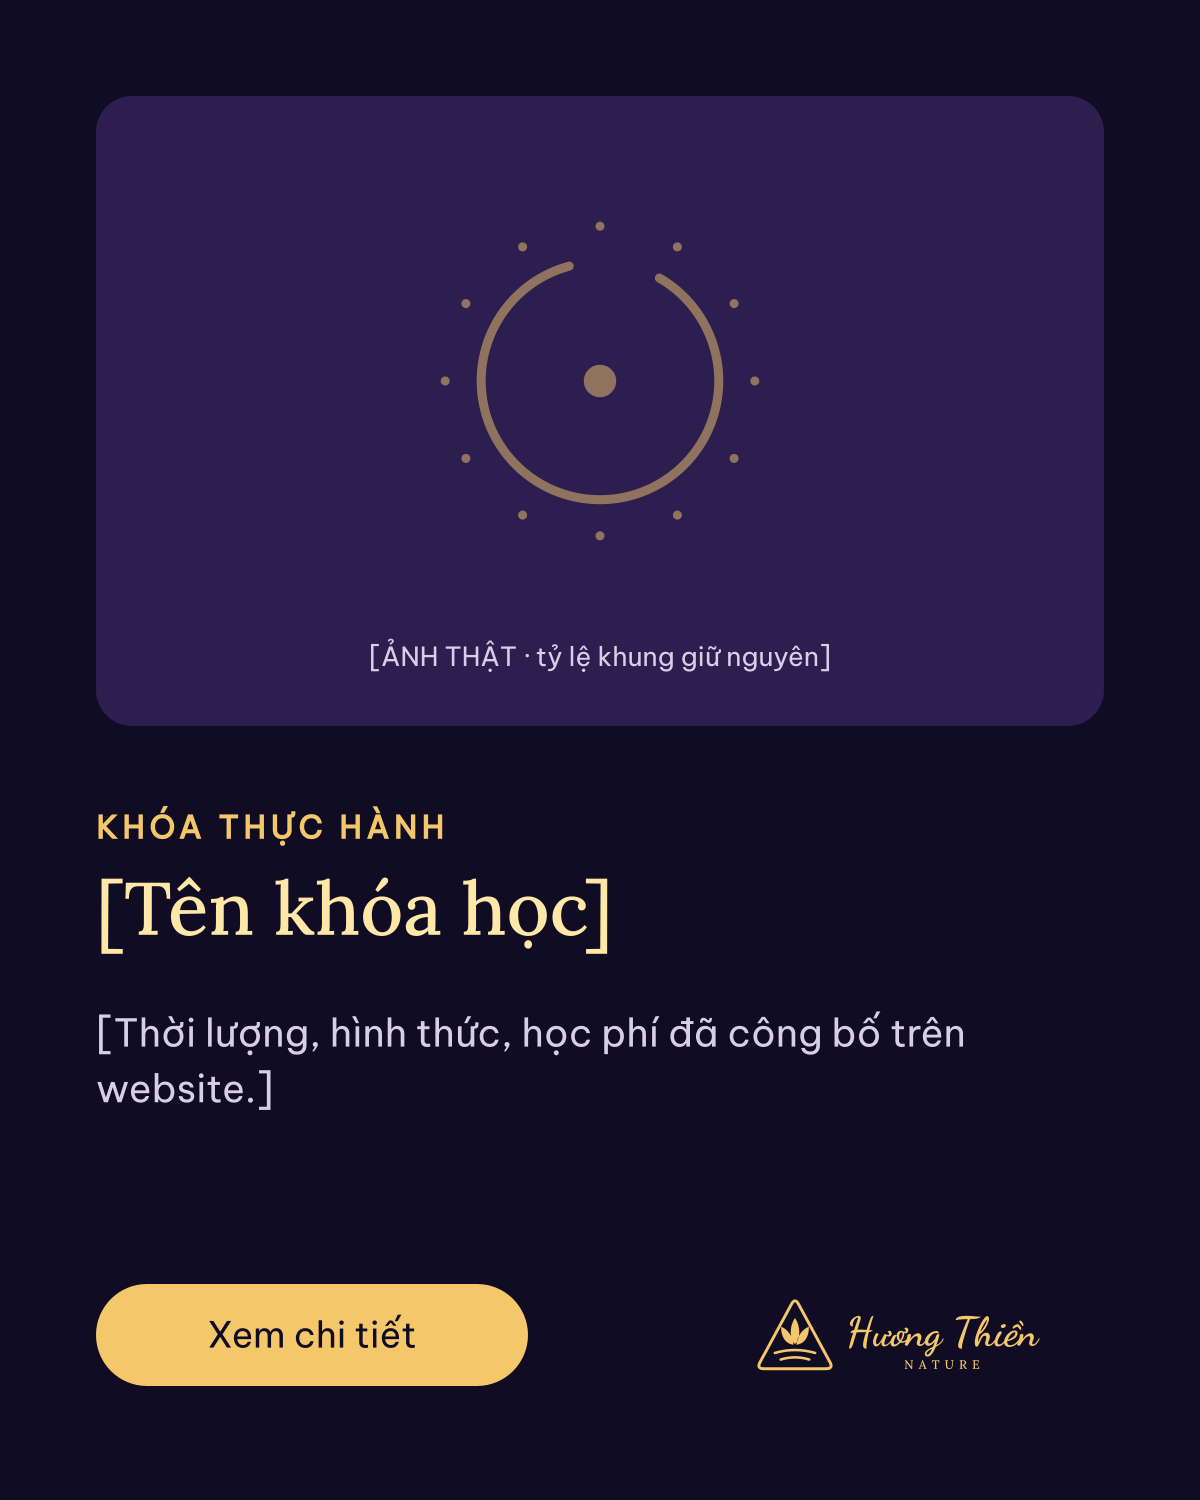 [ẢNH THẬT · tỷ lệ khung giữ nguyên]
KHÓA THỰC HÀNH
[Tên khóa học]
[Thời lượng, hình thức, học phí đã công bố trên
website.]
Xem chi tiết
Hương Thiền
NATURE